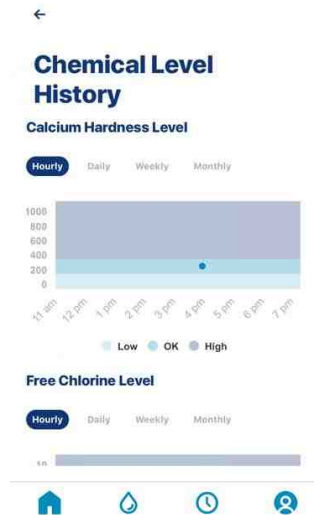 Chemical Level
History
Calcium Hardness Level
Hourly Daily Weekly Monthly
1000
800
600
400
200
0
11 am 12 pm 1 pm 2 pm 3 pm 4 pm 5 pm 6 pm 7 pm
Low OK High
Free Chlorine Level
Hourly Daily Weekly Monthly
10